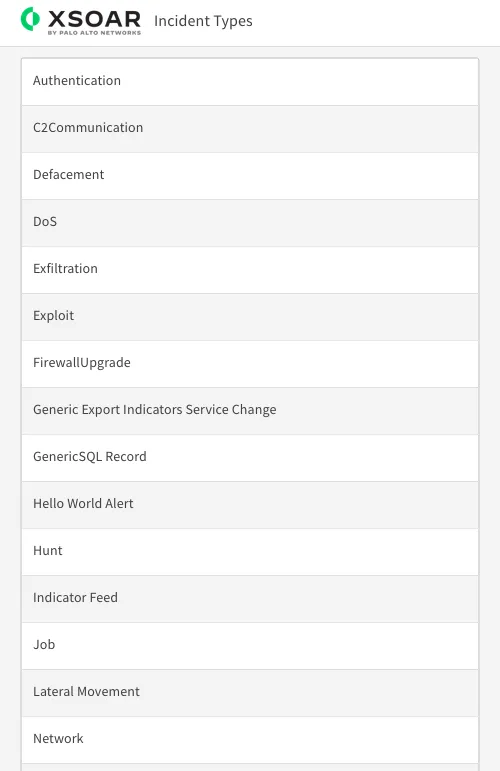 XSOAR
BY PALO ALTO NETWORKS
Incident Types
Authentication
C2Communication
Defacement
DoS
Exfiltration
Exploit
FirewallUpgrade
Generic Export Indicators Service Change
GenericSQL Record
Hello World Alert
Hunt
Indicator Feed
Job
Lateral Movement
Network